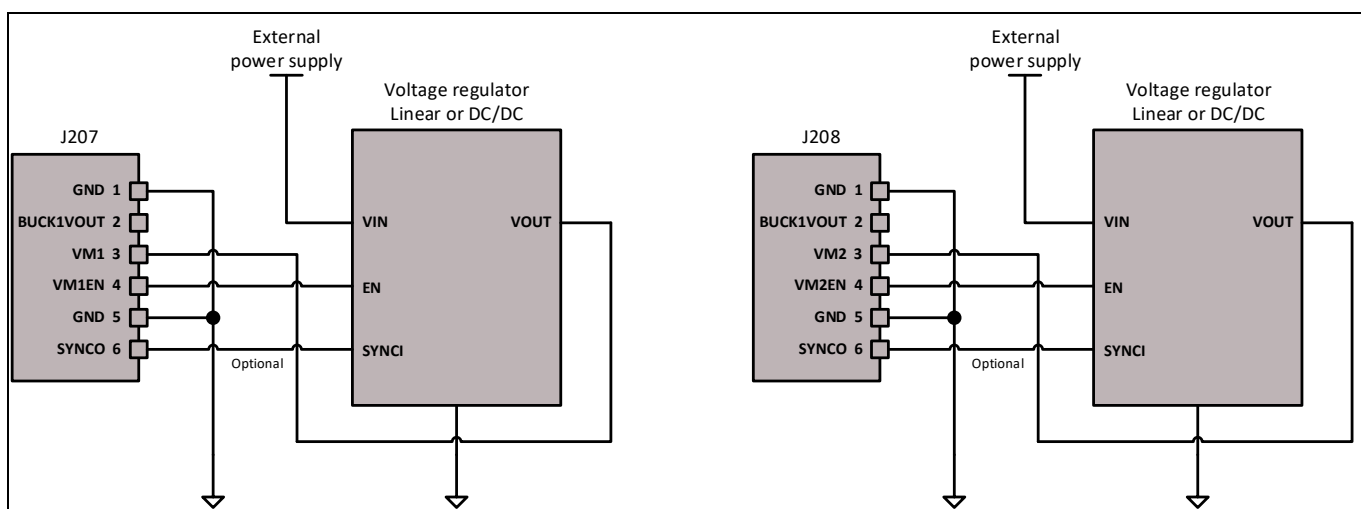 External
power supply
Voltage regulator
Linear or DC/DC
J207
GND 1
BUCK1VOUT 2
VM1 3
VM1EN 4
GND 5
SYNCO 6
Optional
VIN
EN
SYNCI
VOUT
External
power supply
Voltage regulator
Linear or DC/DC
J208
GND 1
BUCK1VOUT 2
VM2 3
VM2EN 4
GND 5
SYNCO 6
Optional
VIN
EN
SYNCI
VOUT